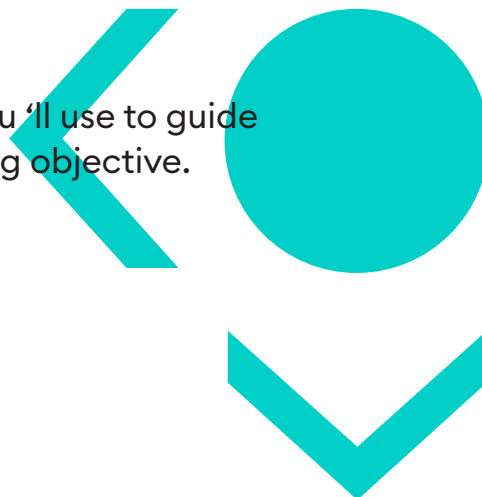 u ‘ll use to guide
g objective.